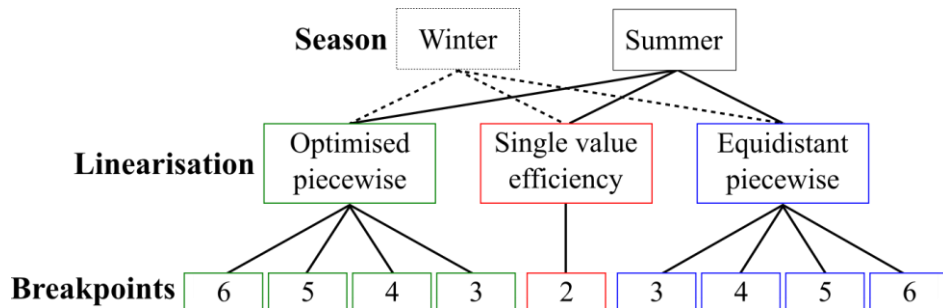 Season Winter Summer
Linearisation
Optimised piecewise
Single value efficiency
Equidistant piecewise
Breakpoints 6 5 4 3 2 3 4 5 6